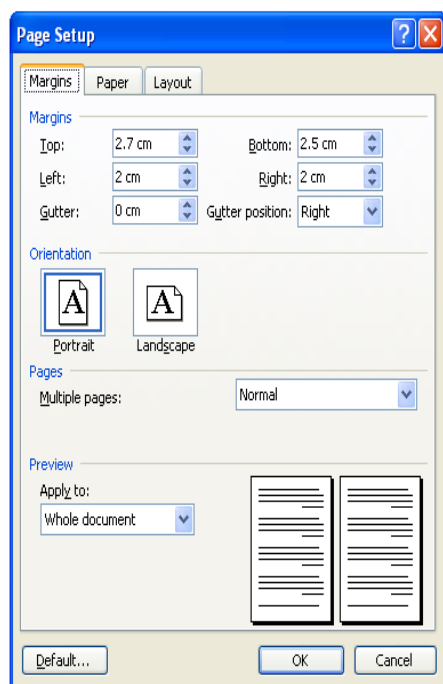 Page Setup
Margins Paper Layout
Margins
Top: 2.7 cm Bottom: 2.5 cm
Left: 2 cm Right: 2 cm
Gutter: 0 cm Gutter position: Right
Orientation
A A
Portrait Landscape
Pages
Multiple pages: Normal
Preview
Apply to:
Whole document
Default... OK Cancel